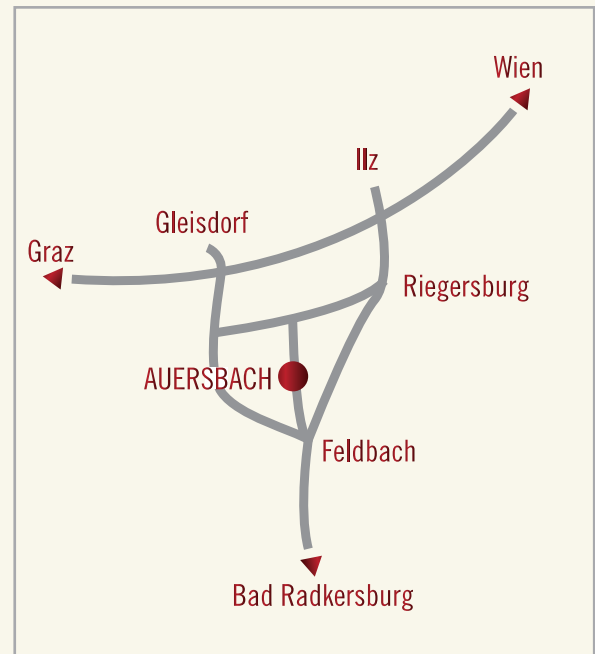 Wien
Ilz
Gleisdorf
Graz
Riegersburg
AUERSBACH
Feldbach
Bad Radkersburg